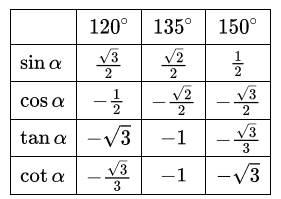 120° 135° 150°
sin α √3/2 √2/2 1/2
cos α −1/2 −√2/2 −√3/2
tan α −√3 −1 −√3/3
cot α −√3/3 −1 −√3